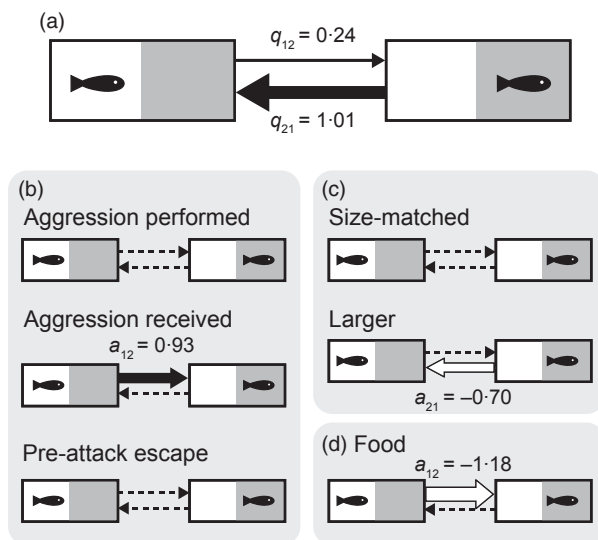 (a)
q12 = 0·24
q21 = 1·01
(b)
Aggression performed
Aggression received
a12 = 0·93
Pre-attack escape
(c)
Size-matched
Larger
a21 = –0·70
(d) Food
a12 = –1·18